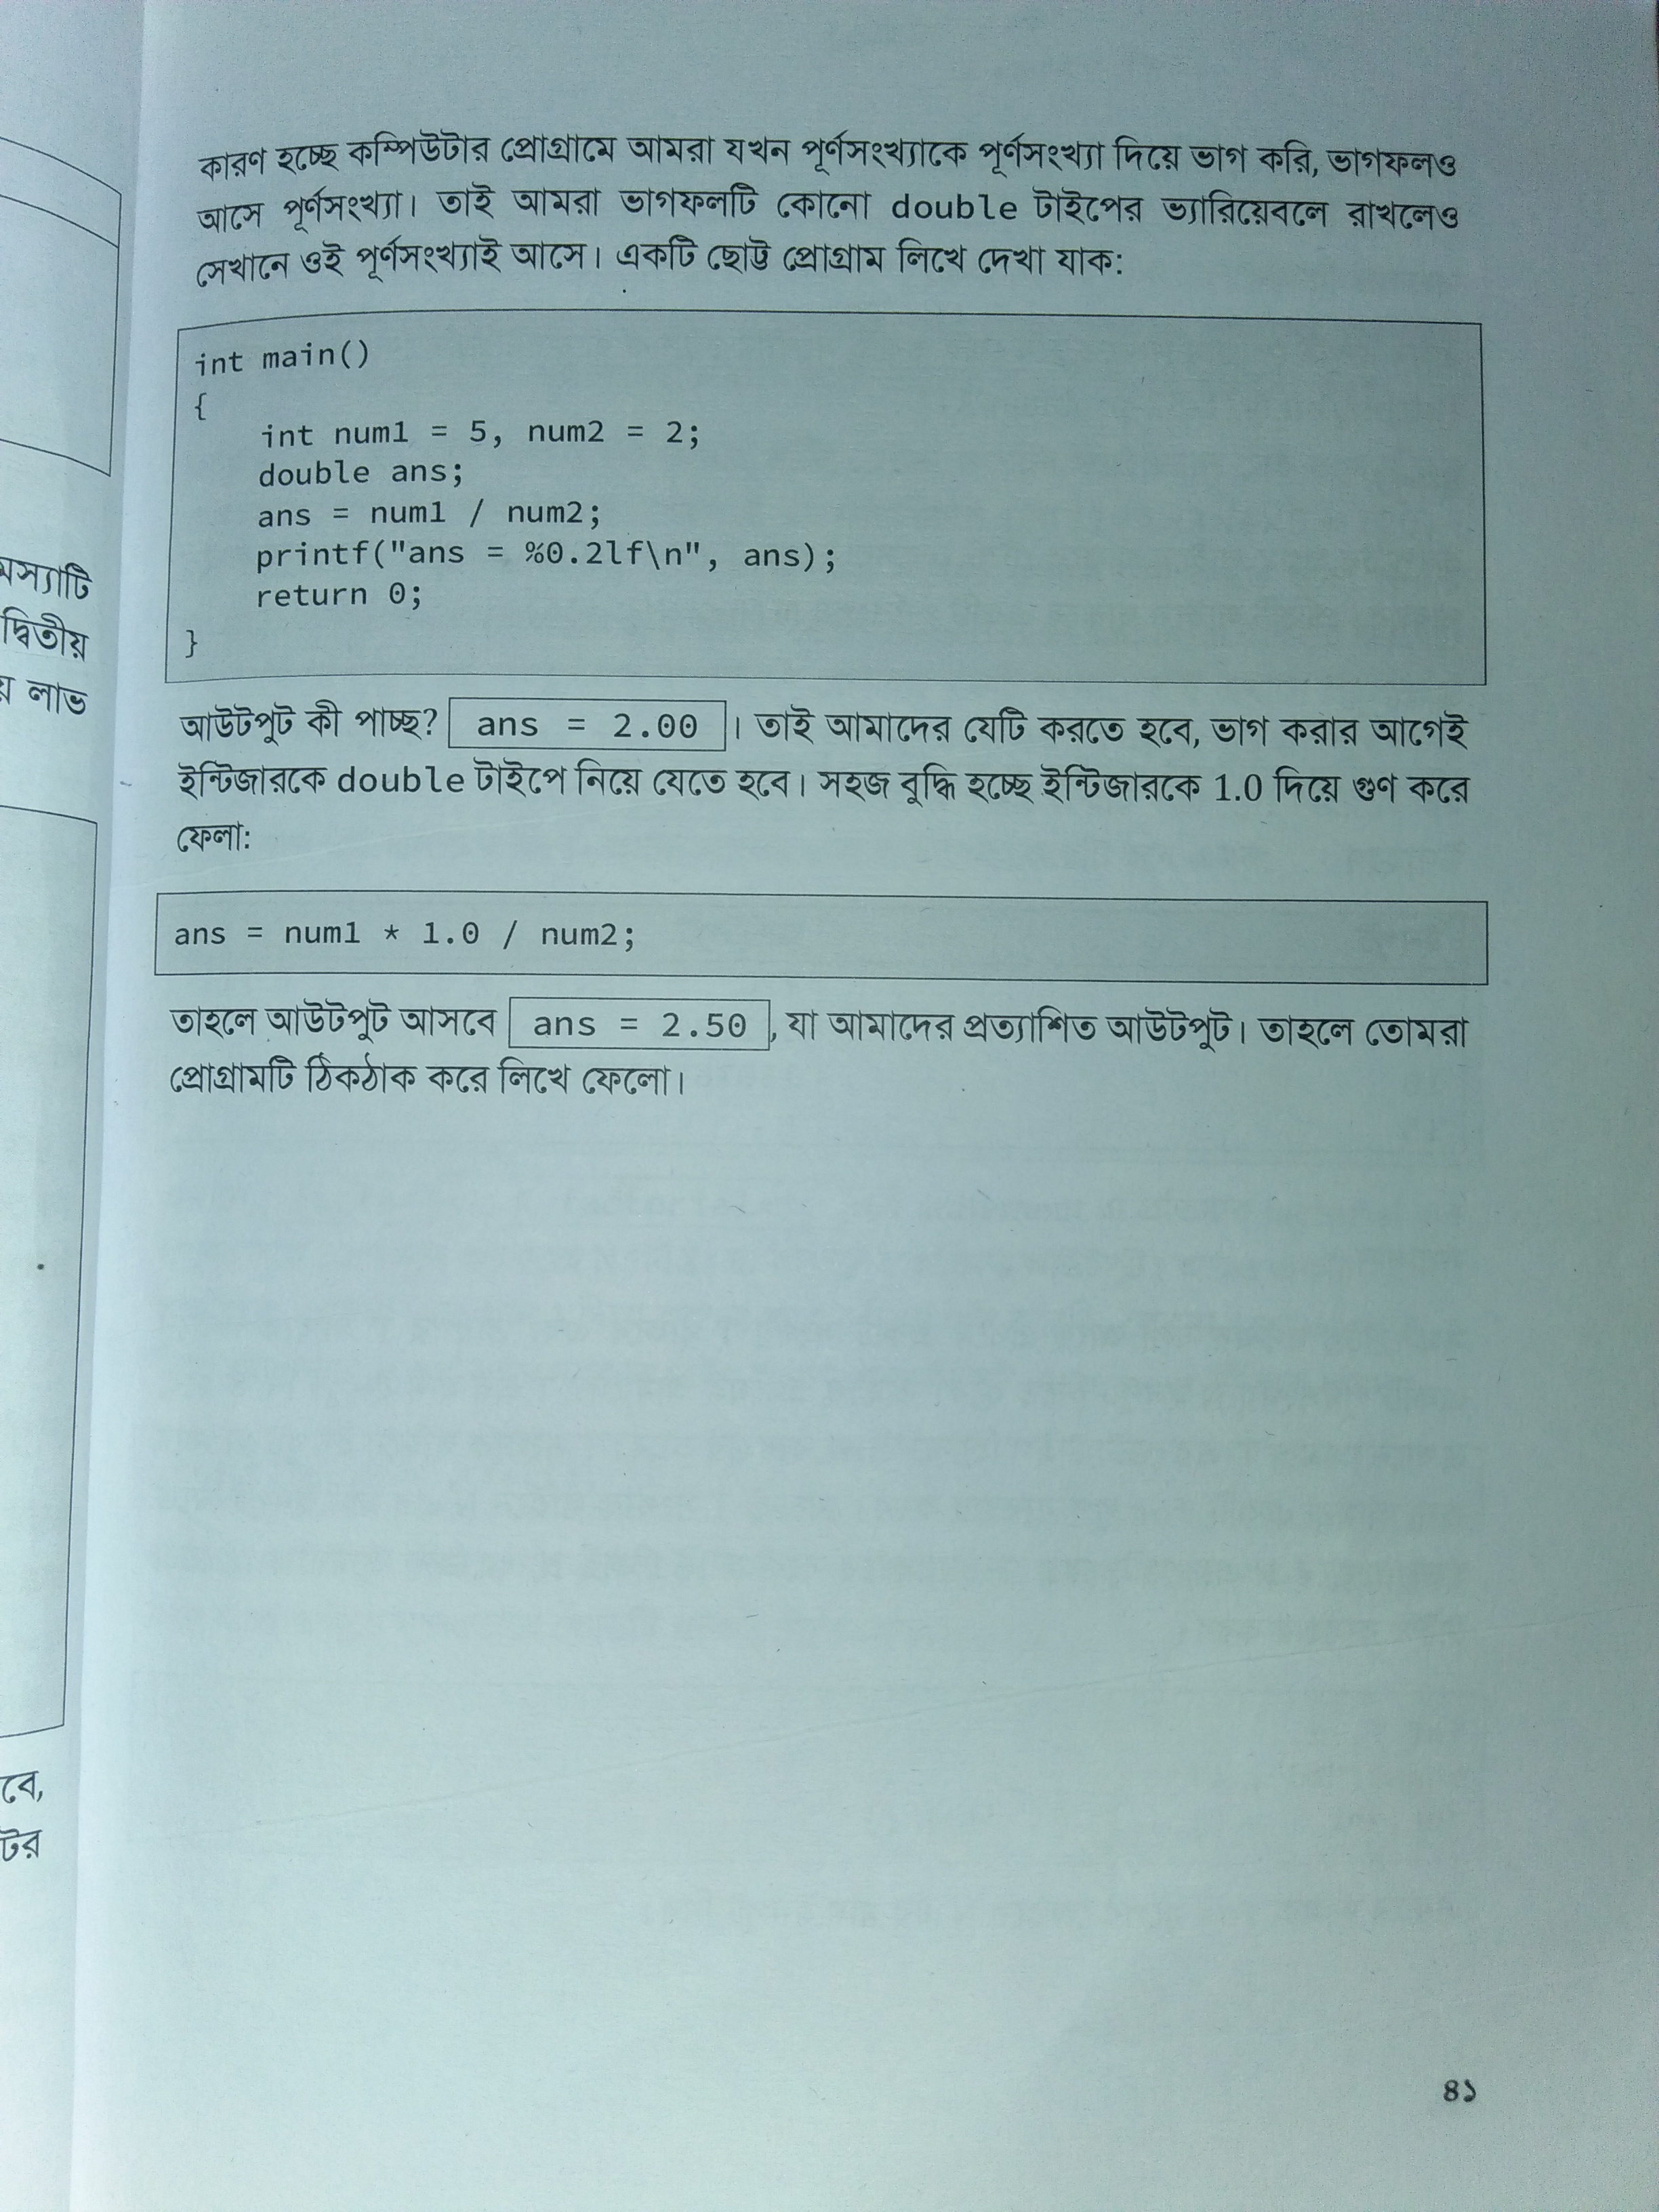 কারণ হচ্ছে কম্পিউটার প্রোগ্রামে আমরা যখন পূর্ণসংখ্যাকে পূর্ণসংখ্যা দিয়ে ভাগ করি, ভাগফলও
আসে পূর্ণসংখ্যা। তাই আমরা ভাগফলটি কোনো double টাইপের ভ্যারিয়েবলে রাখলেও
সেখানে ওই পূর্ণসংখ্যাই আসে। একটি ছোট্ট প্রোগ্রাম লিখে দেখা যাক:
int main()
{
    int num1 = 5, num2 = 2;
    double ans;
    ans = num1 / num2;
    printf("ans = %0.2lf\n", ans);
    return 0;
}
আউটপুট কী পাচ্ছ? ans = 2.00 । তাই আমাদের যেটি করতে হবে, ভাগ করার আগেই
ইন্টিজারকে double টাইপে নিয়ে যেতে হবে। সহজ বুদ্ধি হচ্ছে ইন্টিজারকে 1.0 দিয়ে গুণ করে
ফেলা:
ans = num1 * 1.0 / num2;
তাহলে আউটপুট আসবে ans = 2.50 , যা আমাদের প্রত্যাশিত আউটপুট। তাহলে তোমরা
প্রোগ্রামটি ঠিকঠাক করে লিখে ফেলো।
দ্বিতীয়
লাভ
৪১